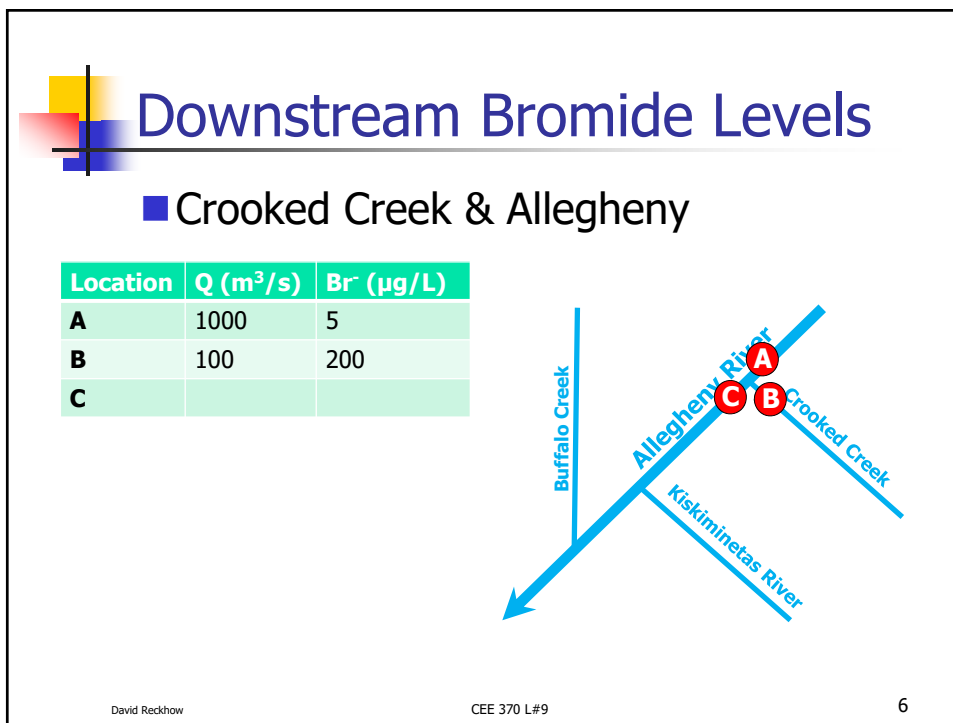 Downstream Bromide Levels
Crooked Creek & Allegheny
Location Q (m³/s) Br⁻ (µg/L)
A 1000 5
B 100 200
C
Allegheny River
A
C
B
Buffalo Creek
Crooked Creek
Kiskiminetas River
David Reckhow CEE 370 L#9 6